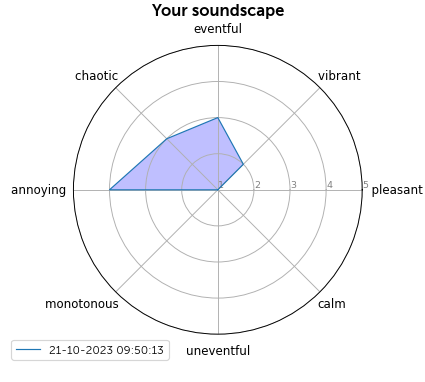 Your soundscape
eventful
chaotic
vibrant
annoying
1 2 3 4 5
pleasant
monotonous
calm
21-10-2023 09:50:13
uneventful